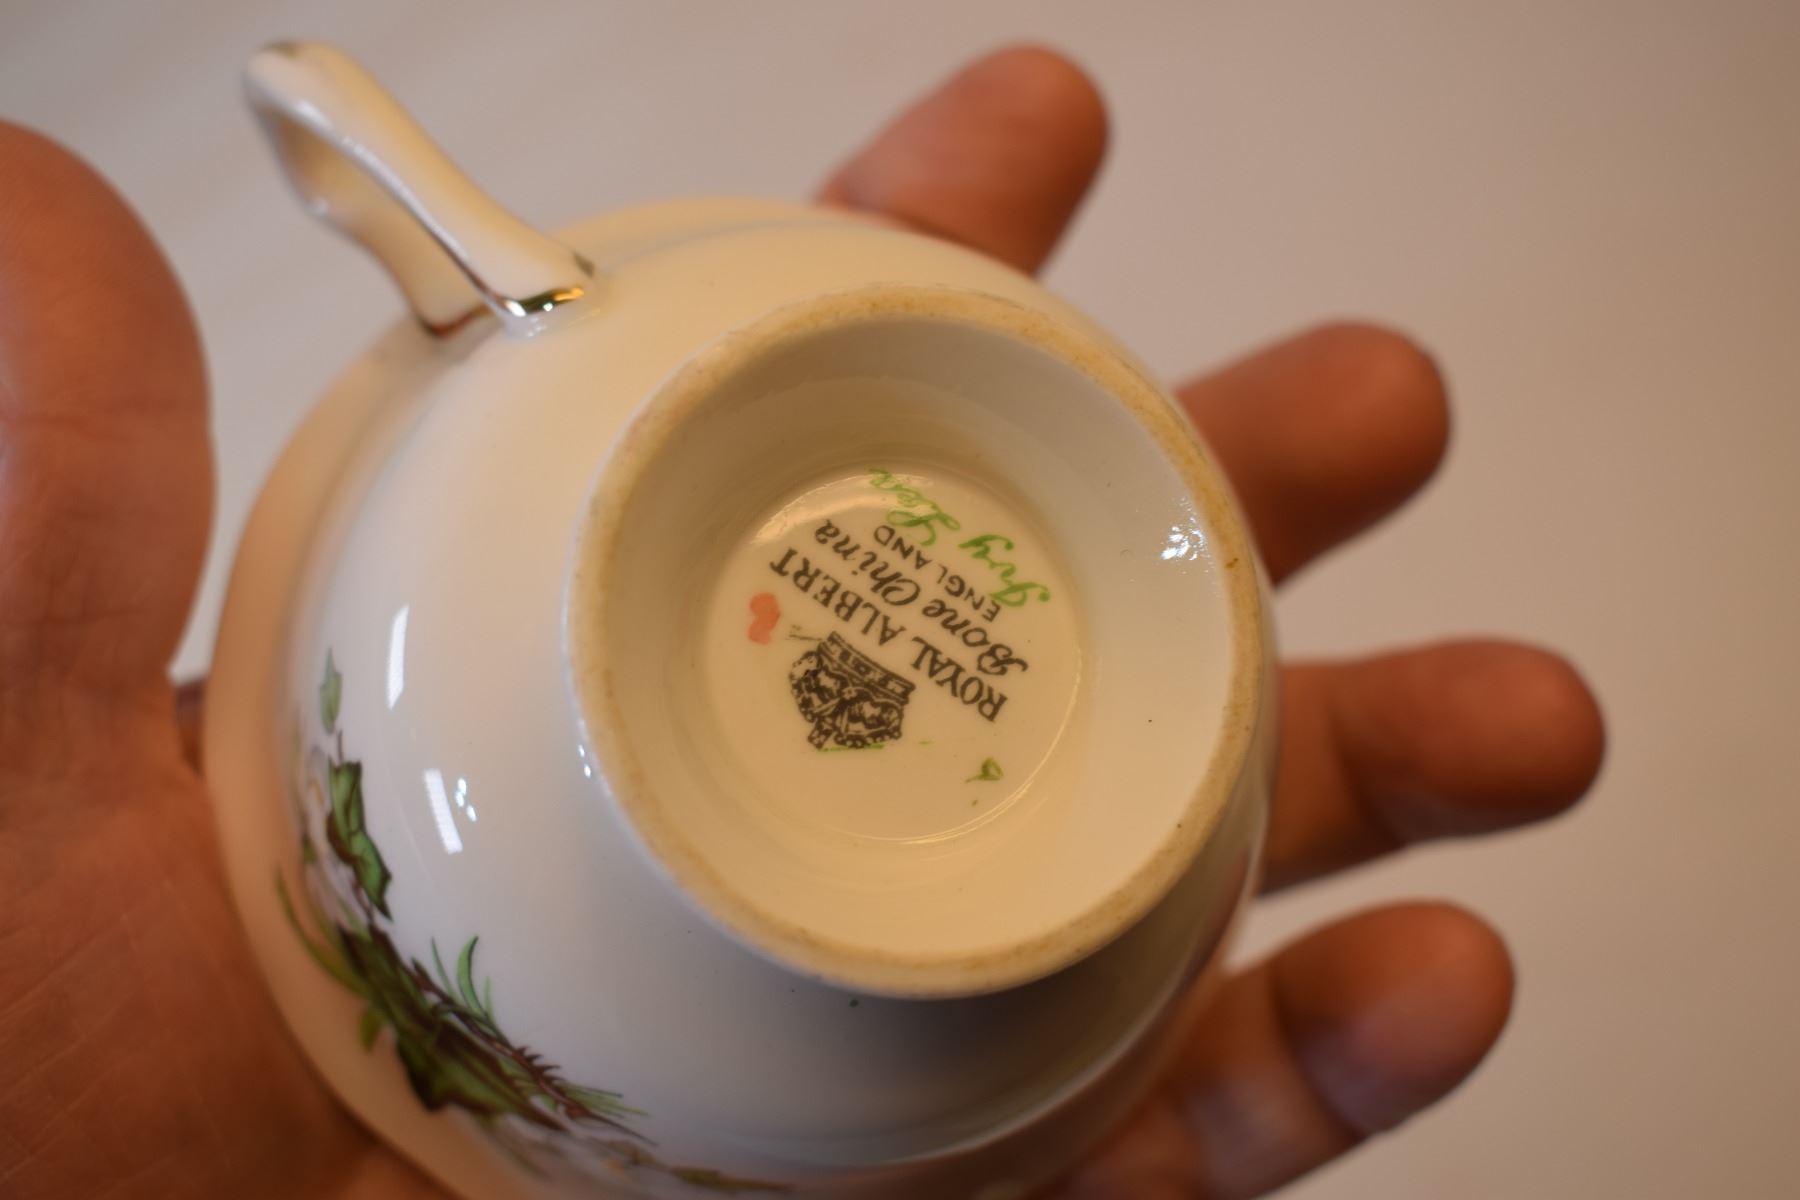 ROYAL ALBERT
Bone China
ENGLAND
Ivy Lea